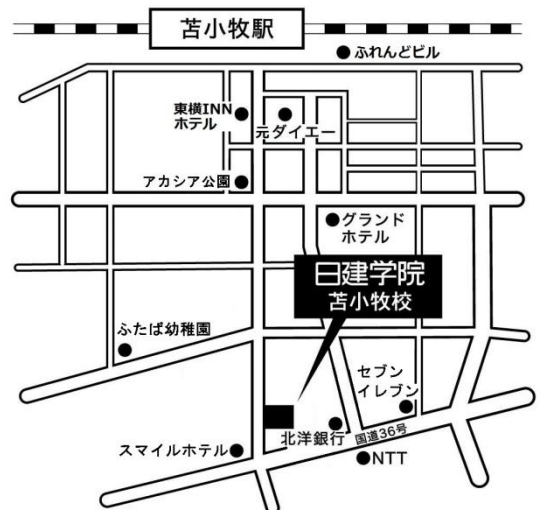 苫小牧駅
ふれんどビル
東横INN
ホテル
元ダイエー
アカシア公園
グランド
ホテル
日建学院
苫小牧校
ふたば幼稚園
セブン
イレブン
北洋銀行
国道36号
スマイルホテル
NTT